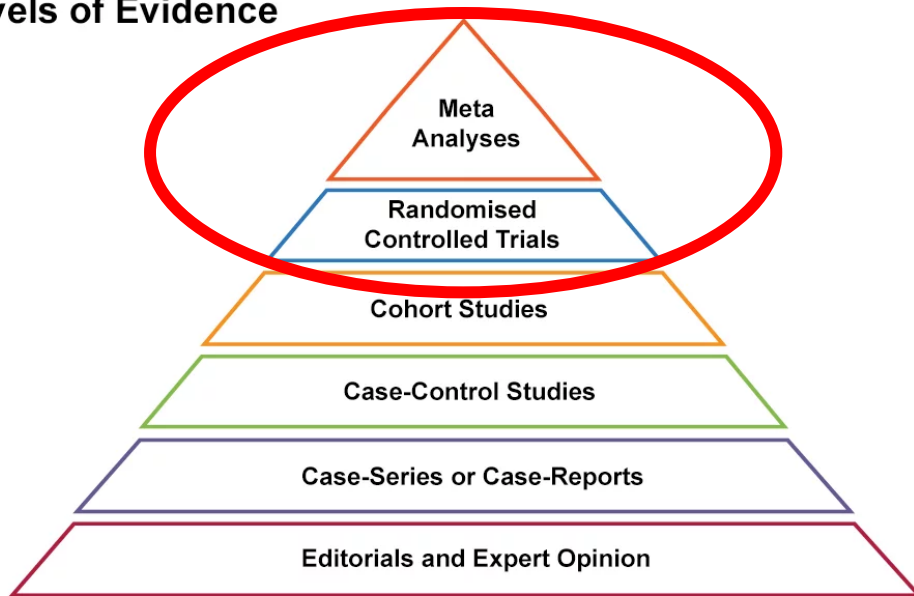 vels of Evidence
Meta
Analyses
Randomised
Controlled Trials
Cohort Studies
Case-Control Studies
Case-Series or Case-Reports
Editorials and Expert Opinion